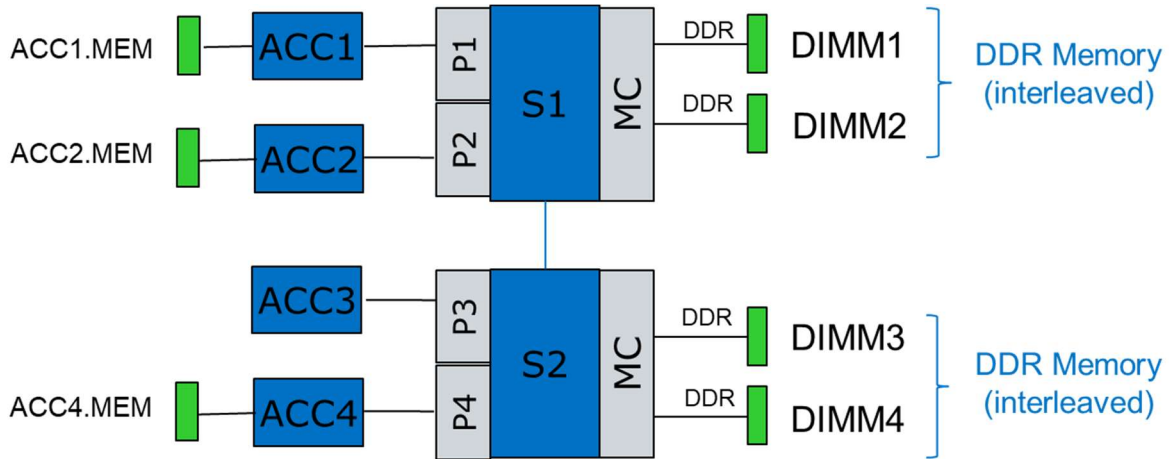 ACC1.MEM
ACC1
P1
S1
MC
DDR
DIMM1
DDR Memory
(interleaved)
ACC2.MEM
ACC2
P2
DDR
DIMM2
ACC3
P3
S2
MC
DDR
DIMM3
DDR Memory
(interleaved)
ACC4.MEM
ACC4
P4
DDR
DIMM4